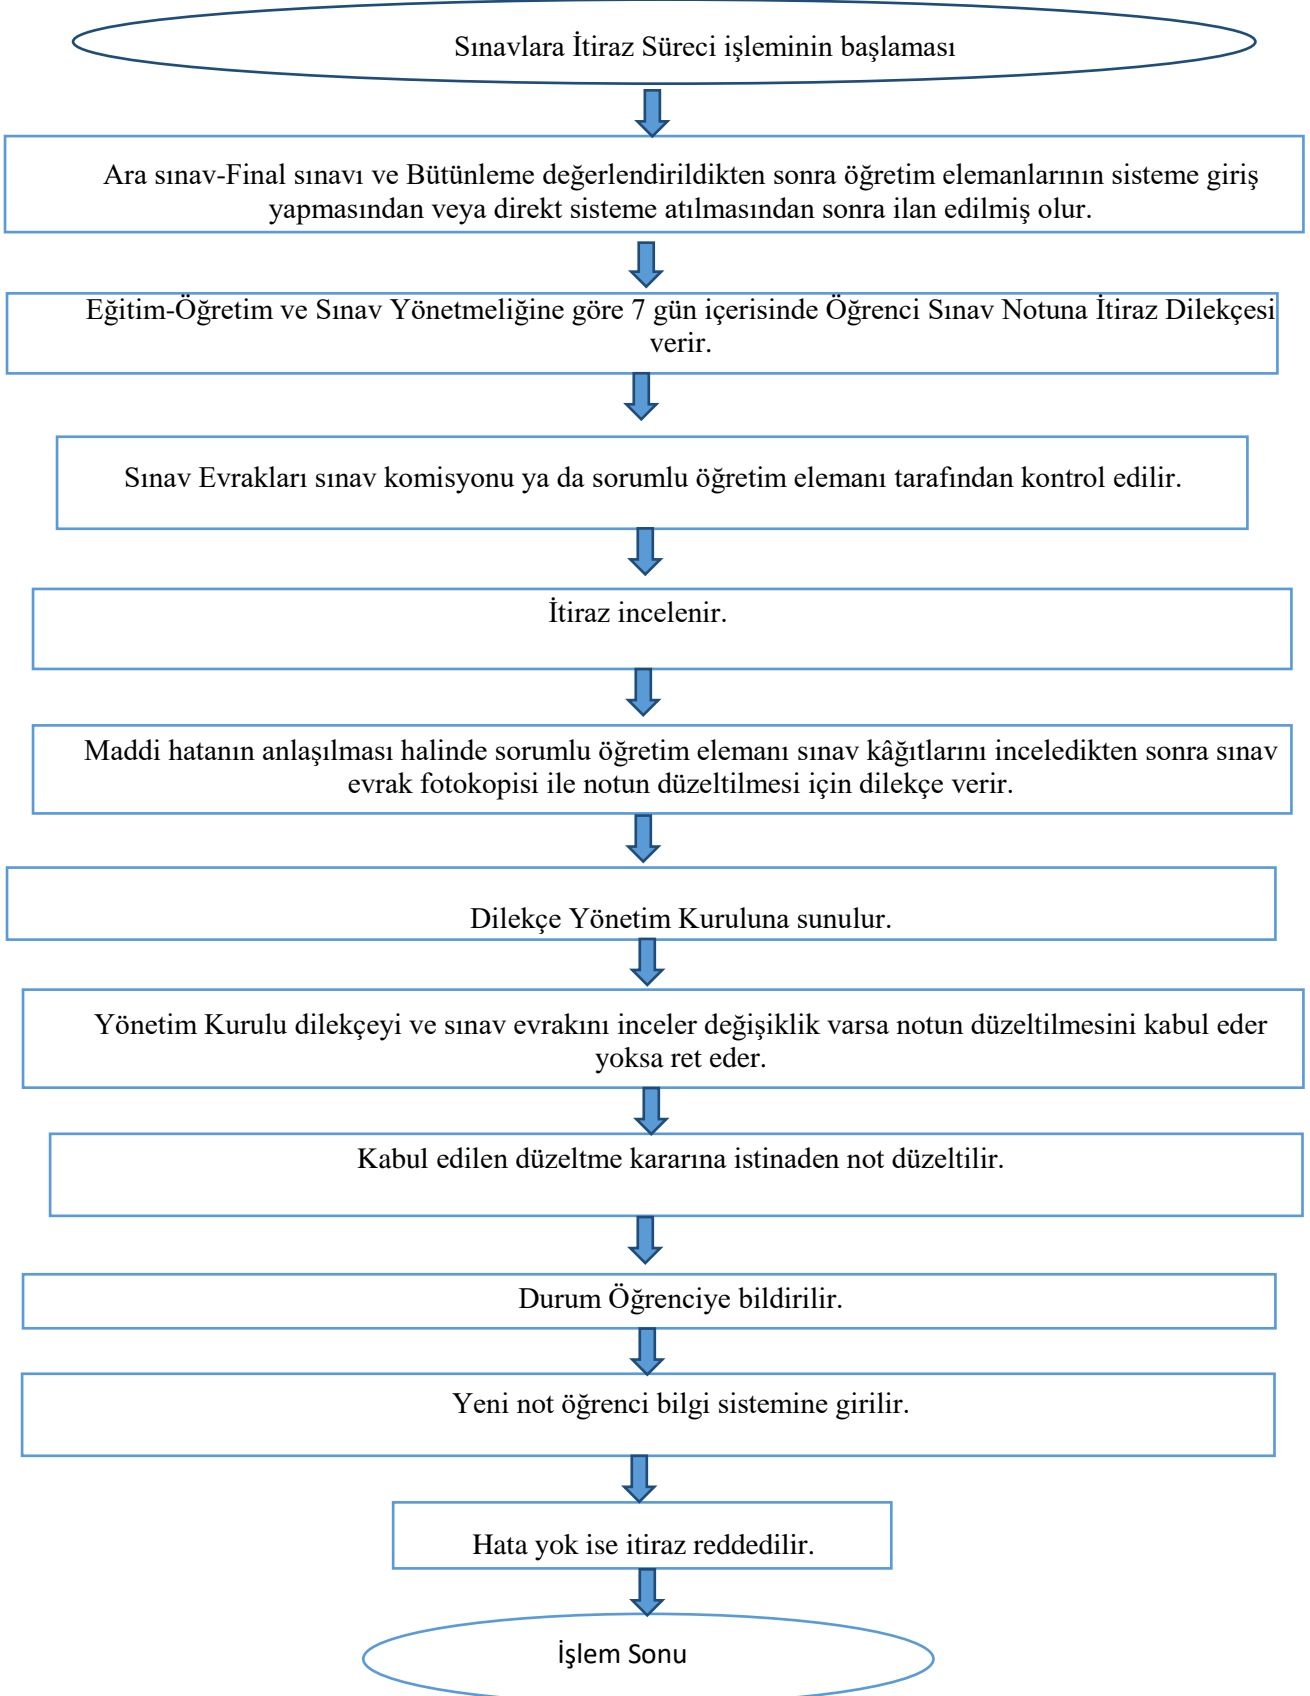 Sınavlara İtiraz Süreci işleminin başlaması
Ara sınav-Final sınavı ve Bütünleme değerlendirildikten sonra öğretim elemanlarının sisteme giriş
yapmasından veya direkt sisteme atılmasından sonra ilan edilmiş olur.
Eğitim-Öğretim ve Sınav Yönetmeliğine göre 7 gün içerisinde Öğrenci Sınav Notuna İtiraz Dilekçesi
verir.
Sınav Evrakları sınav komisyonu ya da sorumlu öğretim elemanı tarafından kontrol edilir.
İtiraz incelenir.
Maddi hatanın anlaşılması halinde sorumlu öğretim elemanı sınav kâğıtlarını inceledikten sonra sınav
evrak fotokopisi ile notun düzeltilmesi için dilekçe verir.
Dilekçe Yönetim Kuruluna sunulur.
Yönetim Kurulu dilekçeyi ve sınav evrakını inceler değişiklik varsa notun düzeltilmesini kabul eder
yoksa ret eder.
Kabul edilen düzeltme kararına istinaden not düzeltilir.
Durum Öğrenciye bildirilir.
Yeni not öğrenci bilgi sistemine girilir.
Hata yok ise itiraz reddedilir.
İşlem Sonu